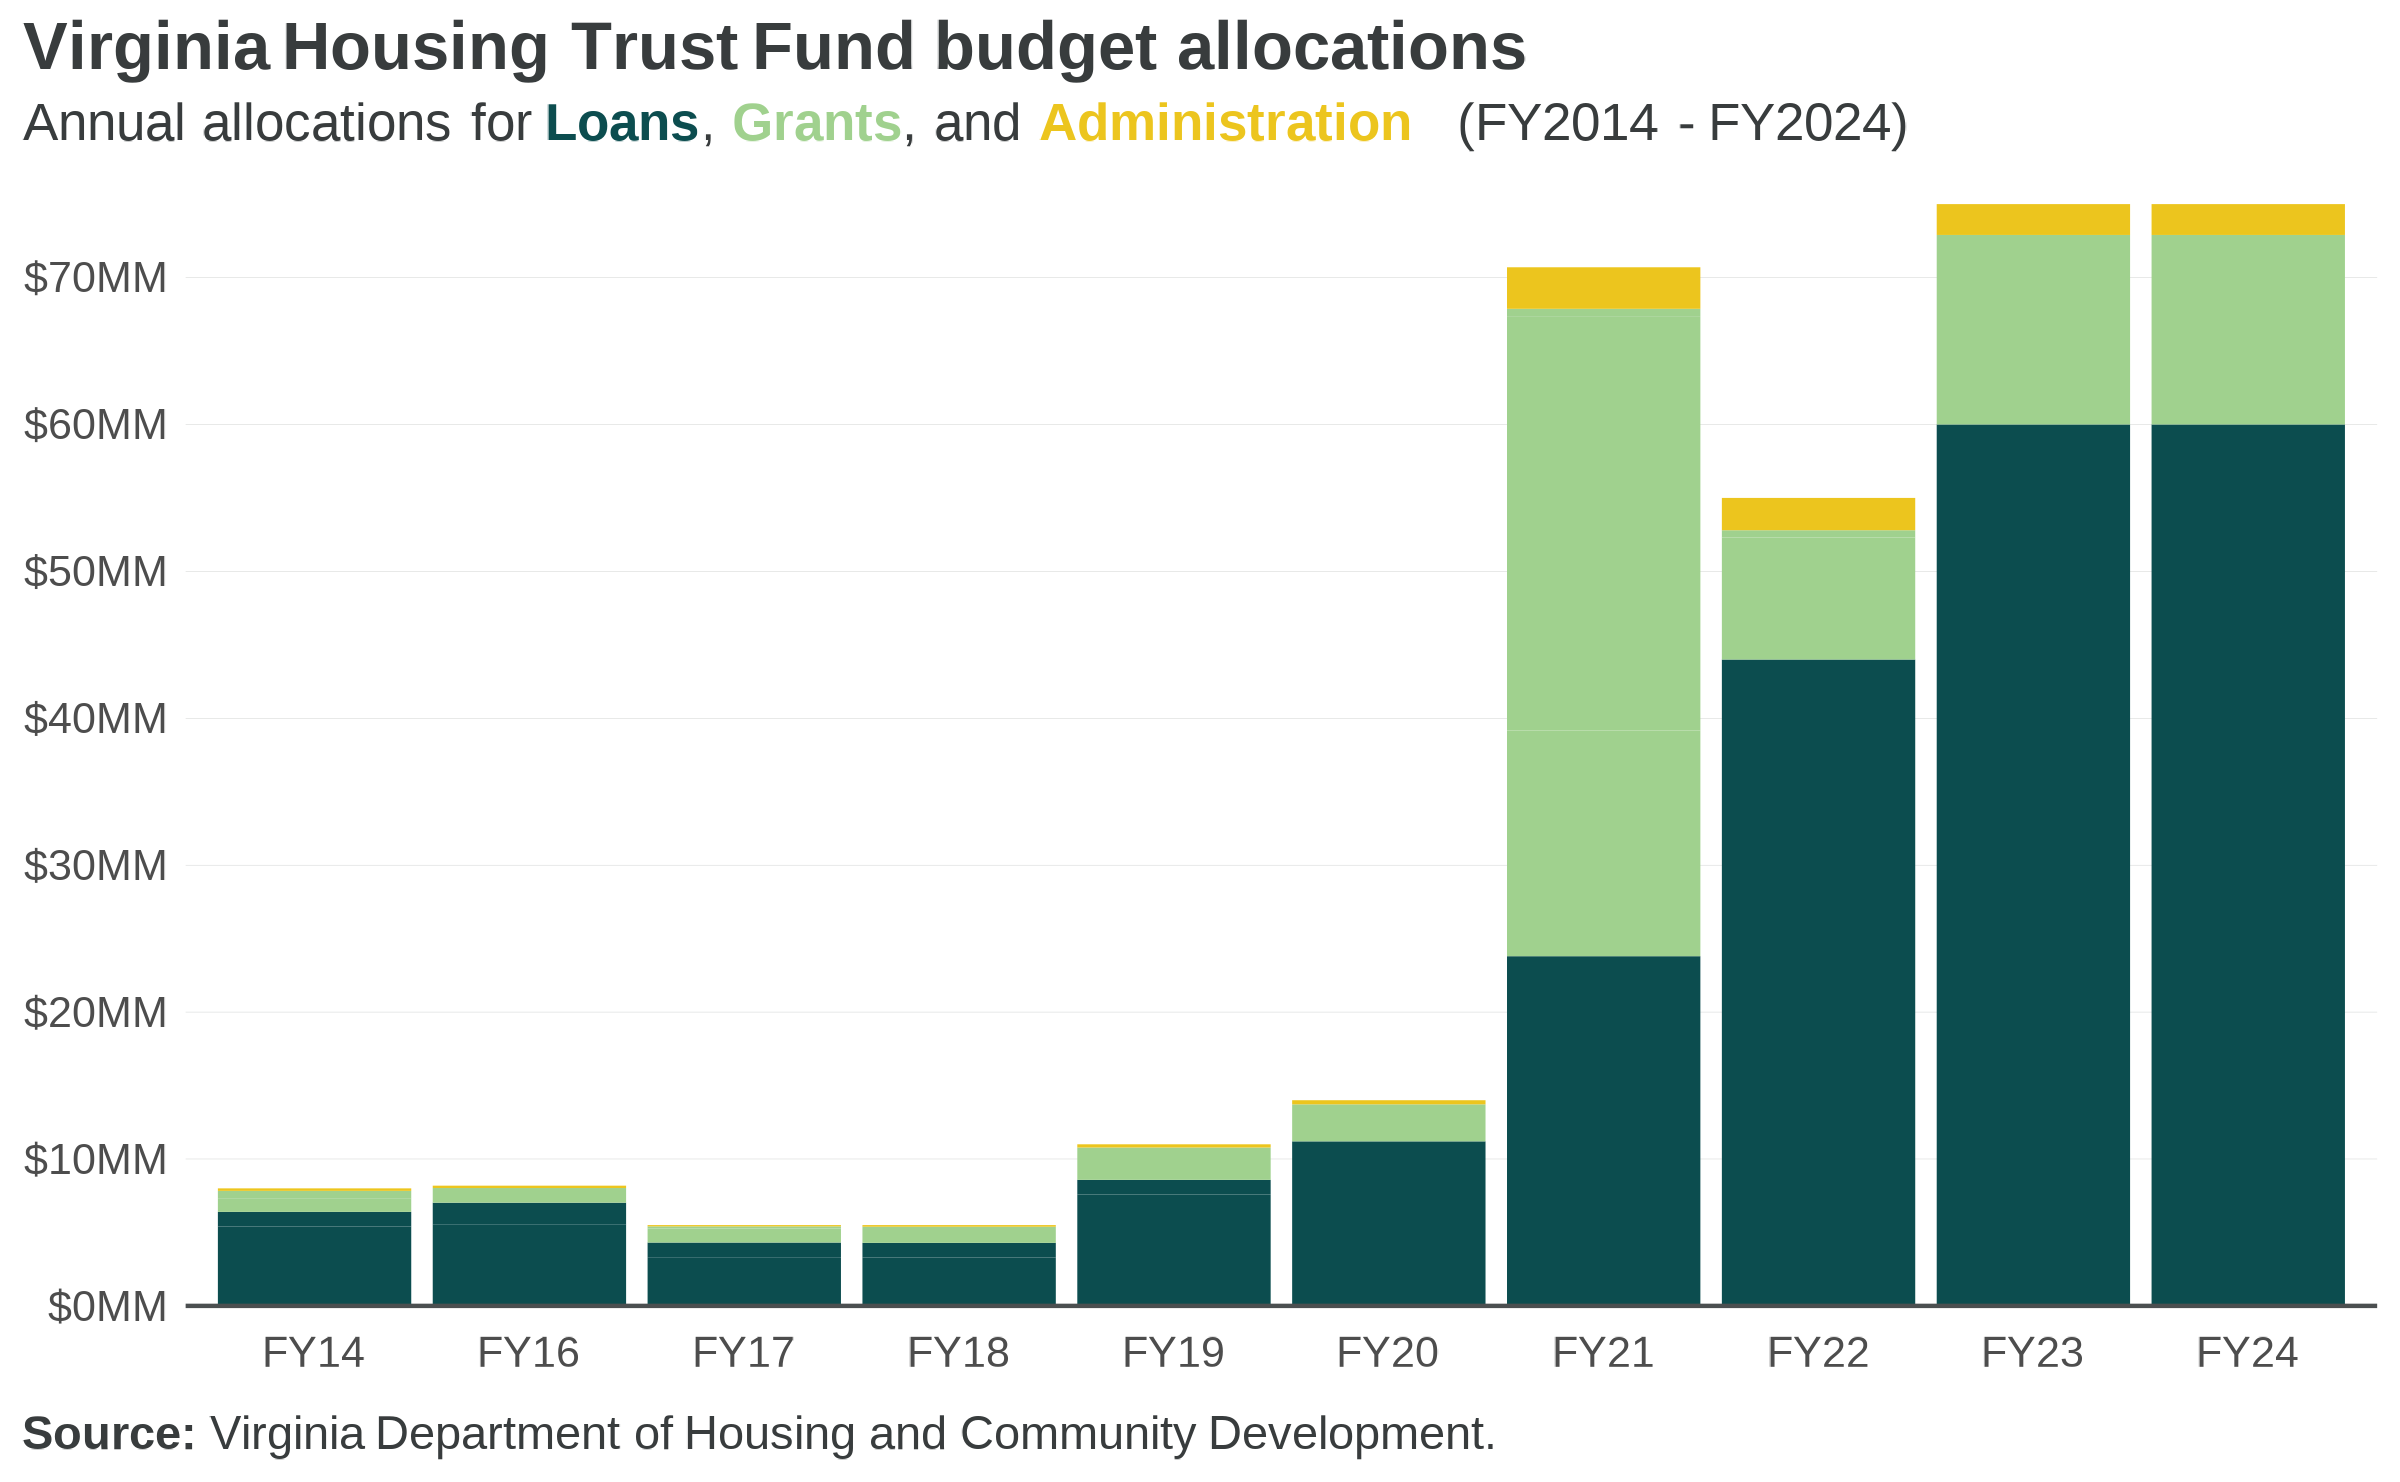 Virginia Housing Trust Fund budget allocations
Annual allocations for Loans, Grants, and Administration (FY2014 - FY2024)
$70MM
$60MM
$50MM
$40MM
$30MM
$20MM
$10MM
$0MM
FY14 FY16 FY17 FY18 FY19 FY20 FY21 FY22 FY23 FY24
Source: Virginia Department of Housing and Community Development.